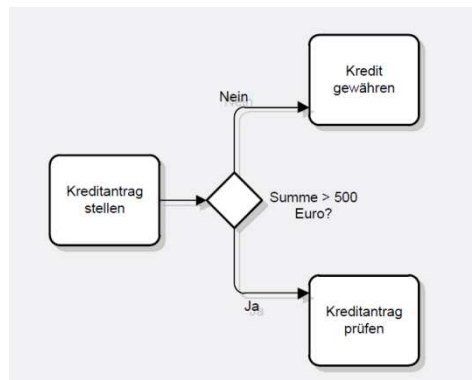 Kredit
gewähren
Nein
Kreditantrag
stellen
Summe > 500
Euro?
Ja
Kreditantrag
prüfen